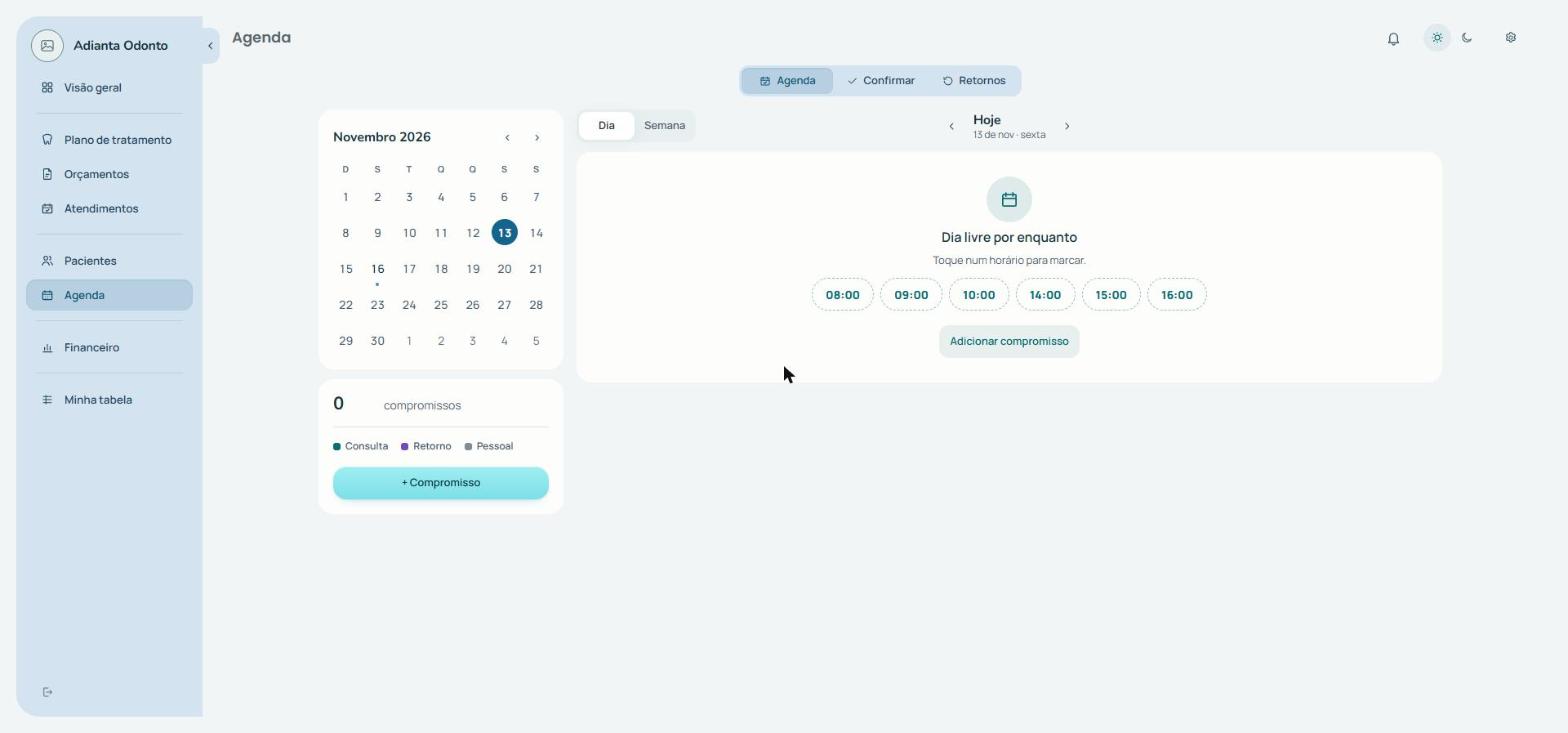 Adianta Odonto
Visão geral
Plano de tratamento
Orçamentos
Atendimentos
Pacientes
Agenda
Financeiro
Minha tabela
Agenda
Agenda Confirmar Retornos
Novembro 2026
D S T Q Q S S
1 2 3 4 5 6 7
8 9 10 11 12 13 14
15 16 17 18 19 20 21
22 23 24 25 26 27 28
29 30 1 2 3 4 5
0 compromissos
Consulta Retorno Pessoal
+ Compromisso
Dia Semana
Hoje
13 de nov · sexta
Dia livre por enquanto
Toque num horário para marcar.
08:00 09:00 10:00 14:00 15:00 16:00
Adicionar compromisso